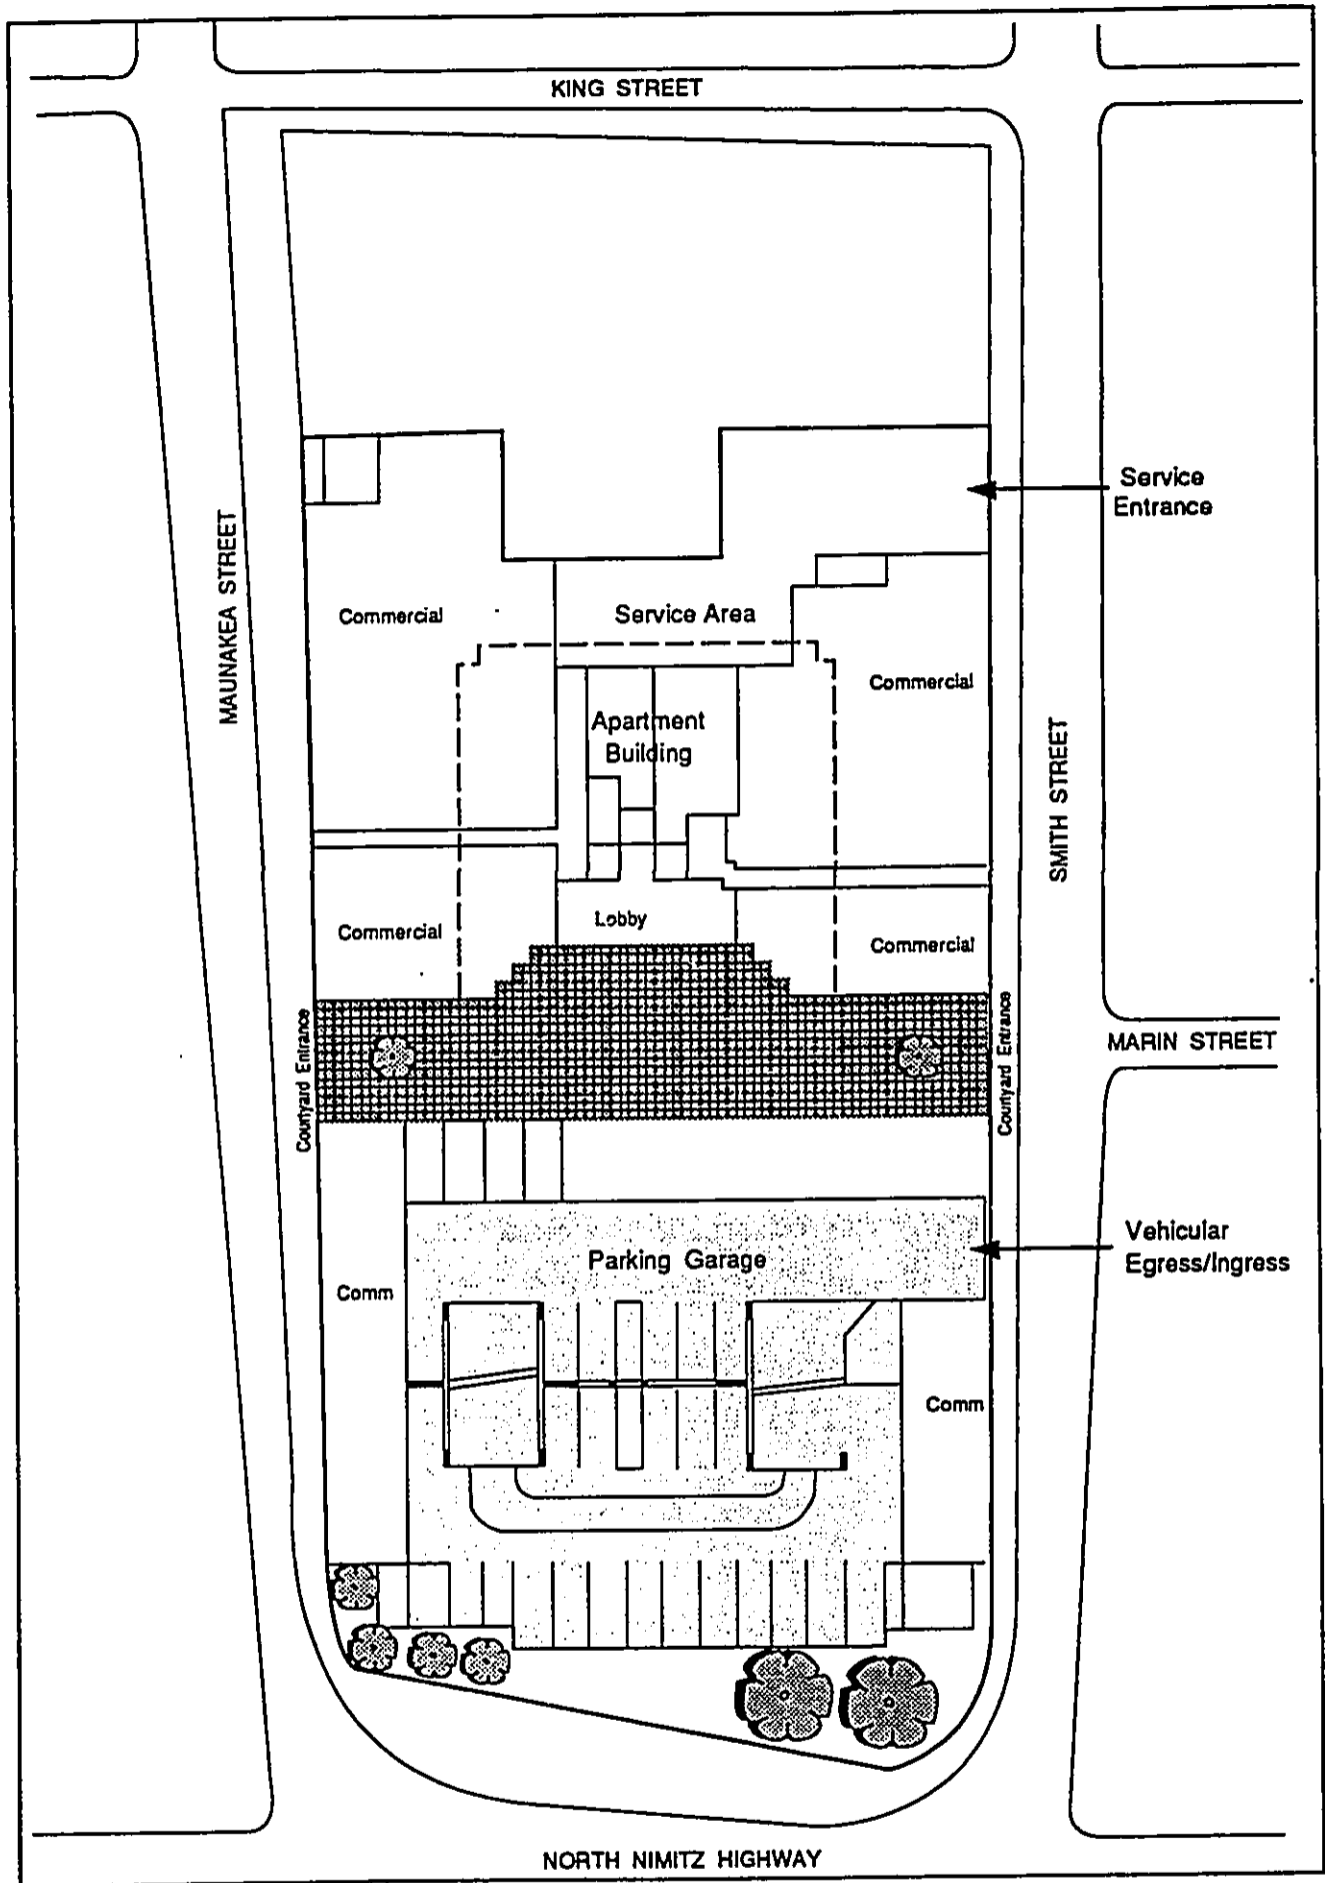 KING STREET
Service
Entrance
MAUNAKEA STREET
Commercial
Service Area
Commercial
Apartment
Building
SMITH STREET
Lobby
Commercial
Commercial
Courtyard Entrance
Courtyard Entrance
MARIN STREET
Parking Garage
Vehicular
Egress/Ingress
Comm
Comm
NORTH NIMITZ HIGHWAY